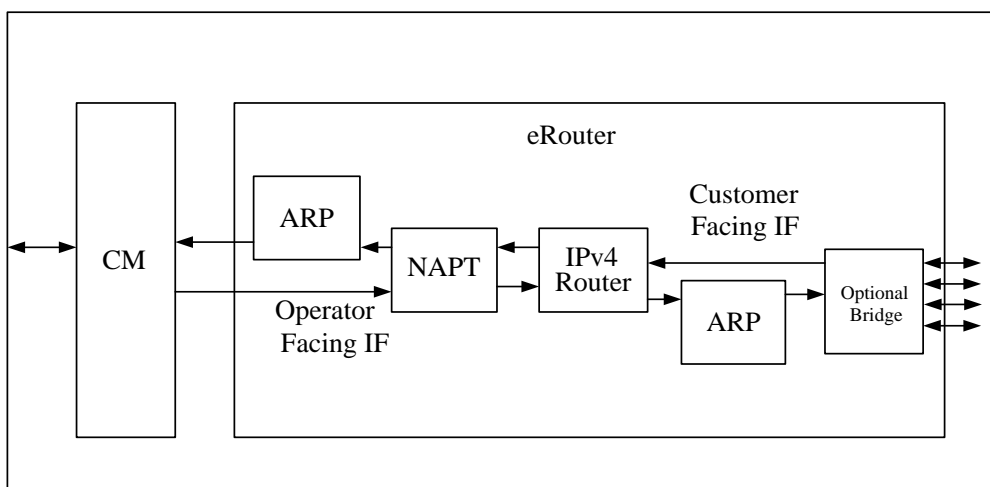 eRouter
Customer
Facing IF
ARP
CM
NAPT
IPv4
Router
Optional
Bridge
Operator
Facing IF
ARP